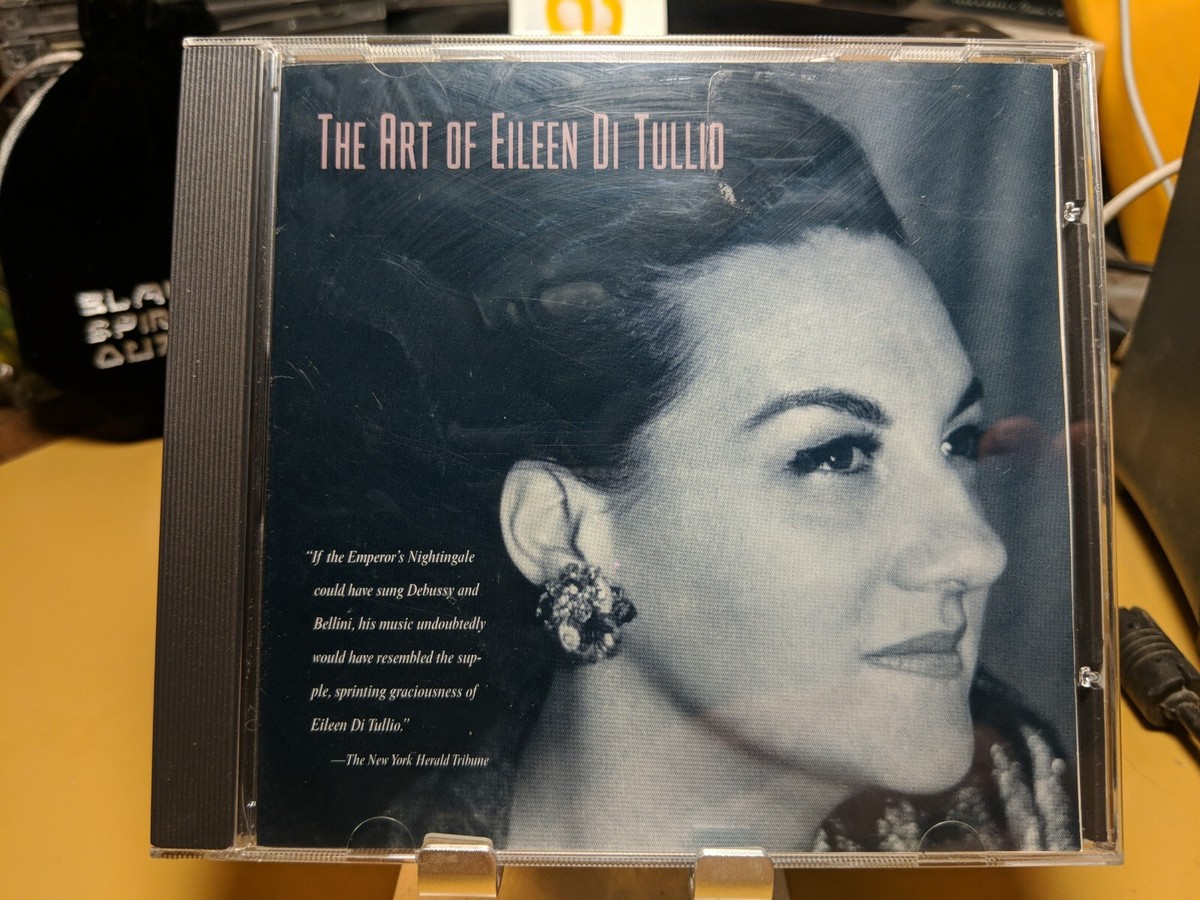 THE ART OF EILEEN DI TULLIO
"If the Emperor's Nightingale
could have sung Debussy and
Bellini, his music undoubtedly
would have resembled the sup-
ple, sprinting graciousness of
Eileen Di Tullio."
—The New York Herald Tribune